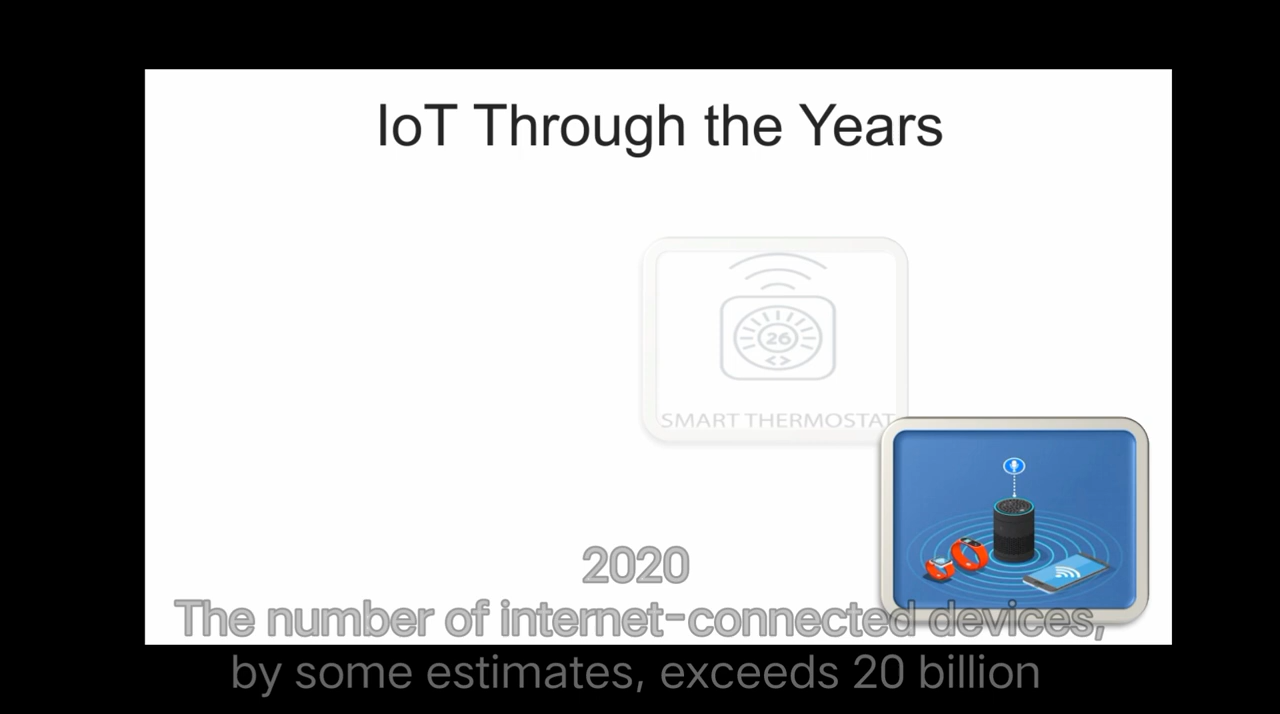 IoT Through the Years
26
SMART THERMOSTAT
2020
The number of internet-connected devices,
by some estimates, exceeds 20 billion